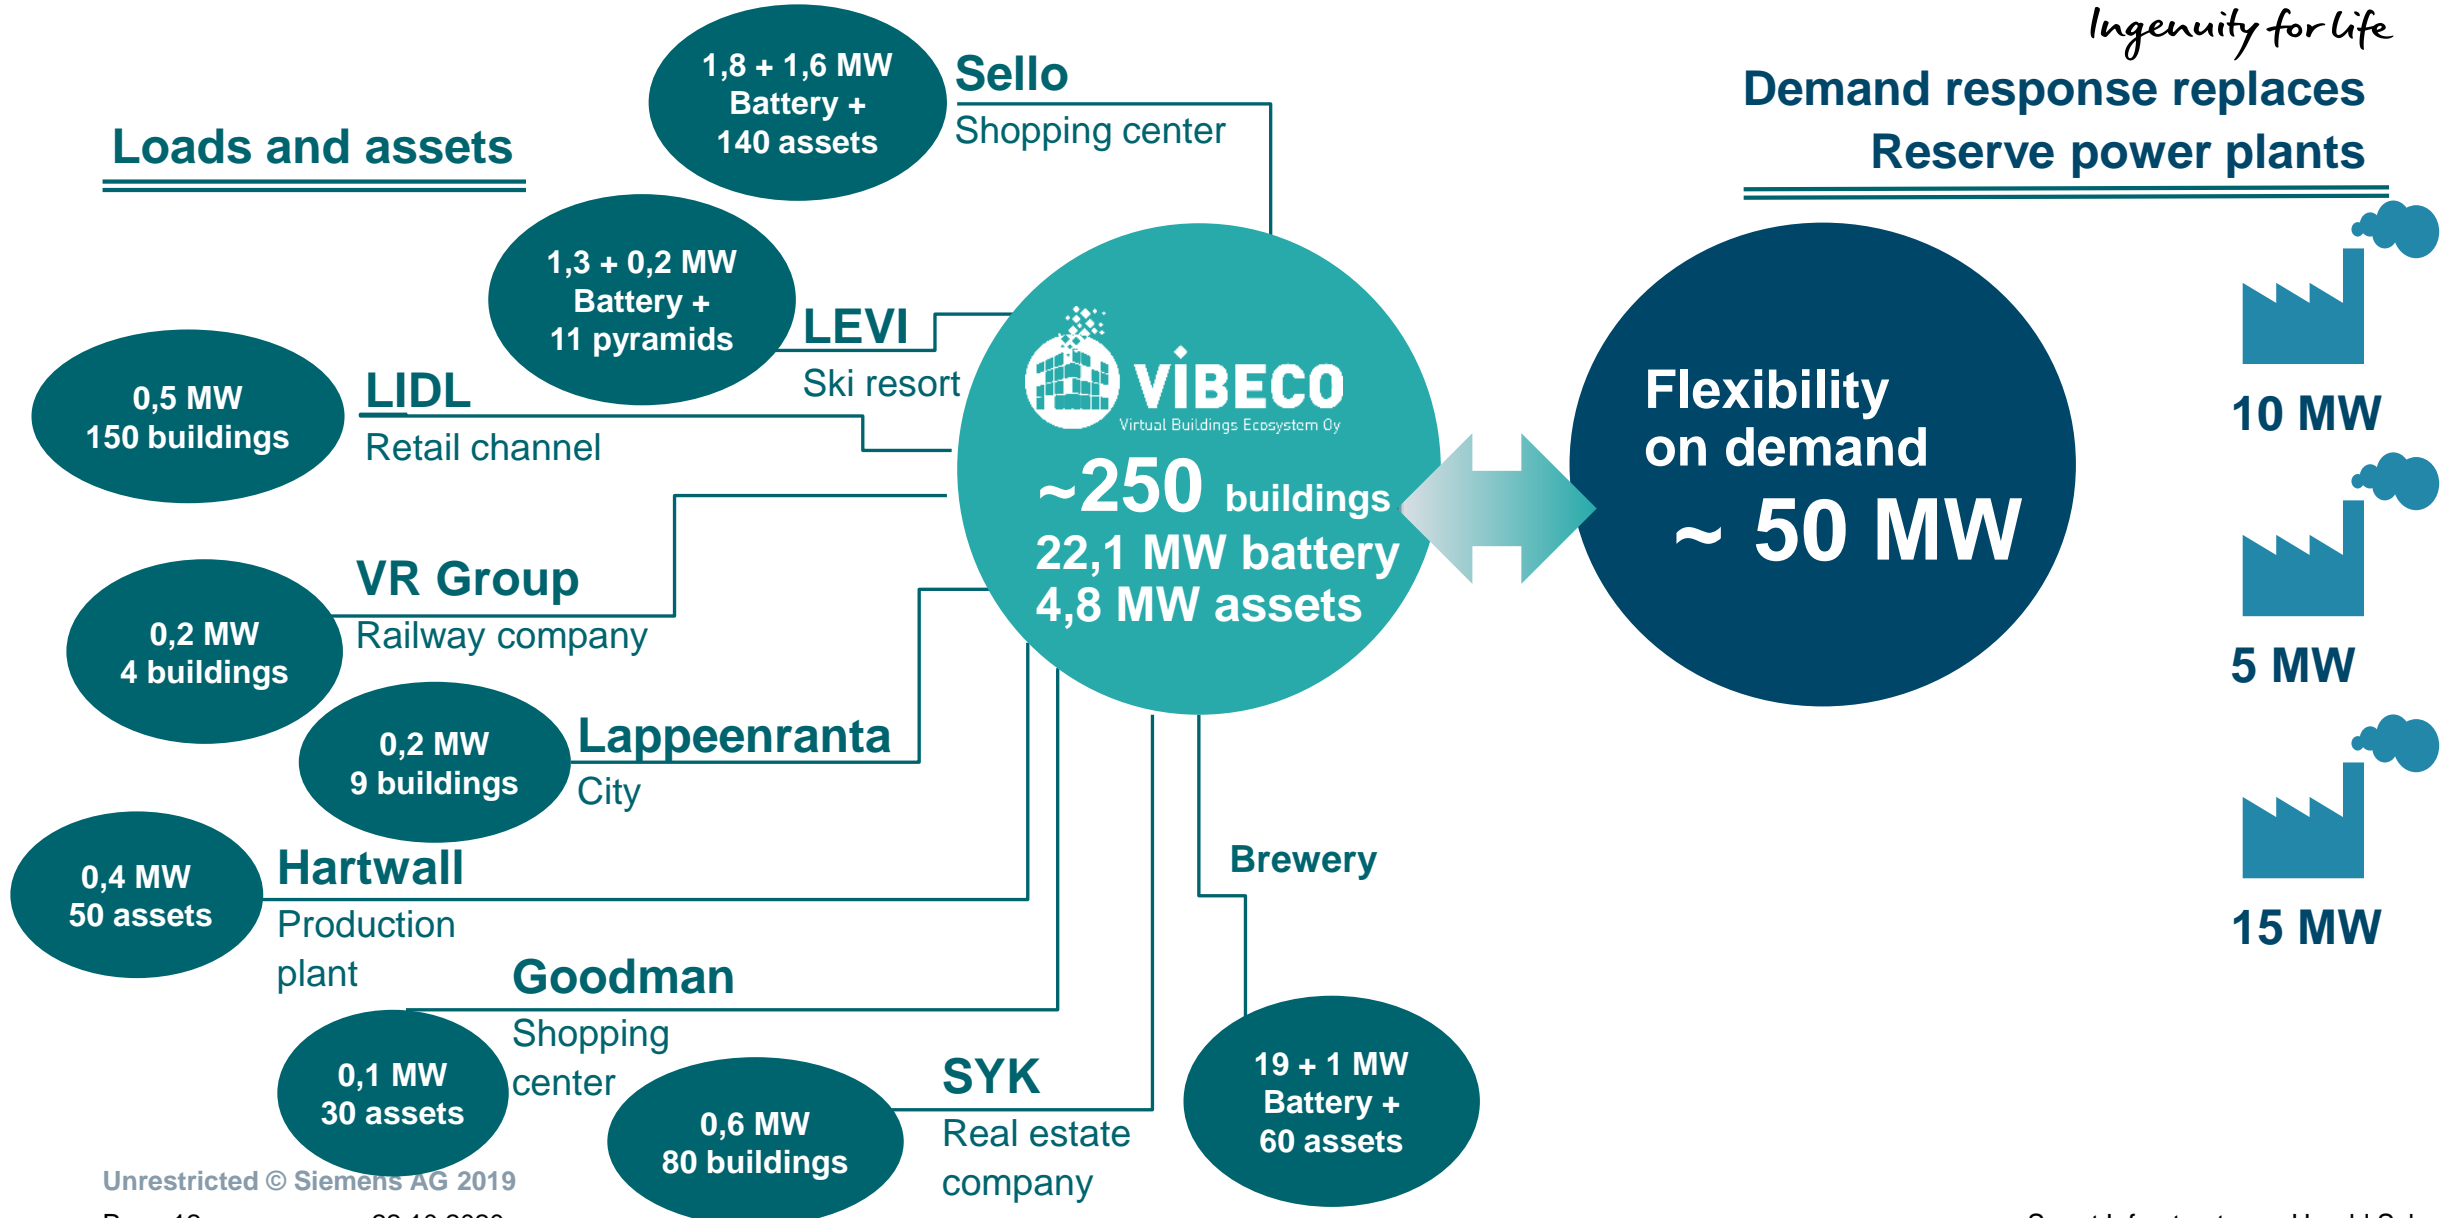 Ingenuity for life
Demand response replaces
Reserve power plants
Loads and assets
1,8 + 1,6 MW
Battery +
140 assets
Sello
Shopping center
1,3 + 0,2 MW
Battery +
11 pyramids
LEVI
Ski resort
0,5 MW
150 buildings
LIDL
Retail channel
0,2 MW
4 buildings
VR Group
Railway company
0,2 MW
9 buildings
Lappeenranta
City
0,4 MW
50 assets
Hartwall
Production
plant
0,1 MW
30 assets
Goodman
Shopping
center
0,6 MW
80 buildings
SYK
Real estate
company
Brewery
19 + 1 MW
Battery +
60 assets
VIBECO
Virtual Buildings Ecosystem Oy
~250 buildings
22,1 MW battery
4,8 MW assets
Flexibility
on demand
~ 50 MW
10 MW
5 MW
15 MW
Unrestricted © Siemens AG 2019